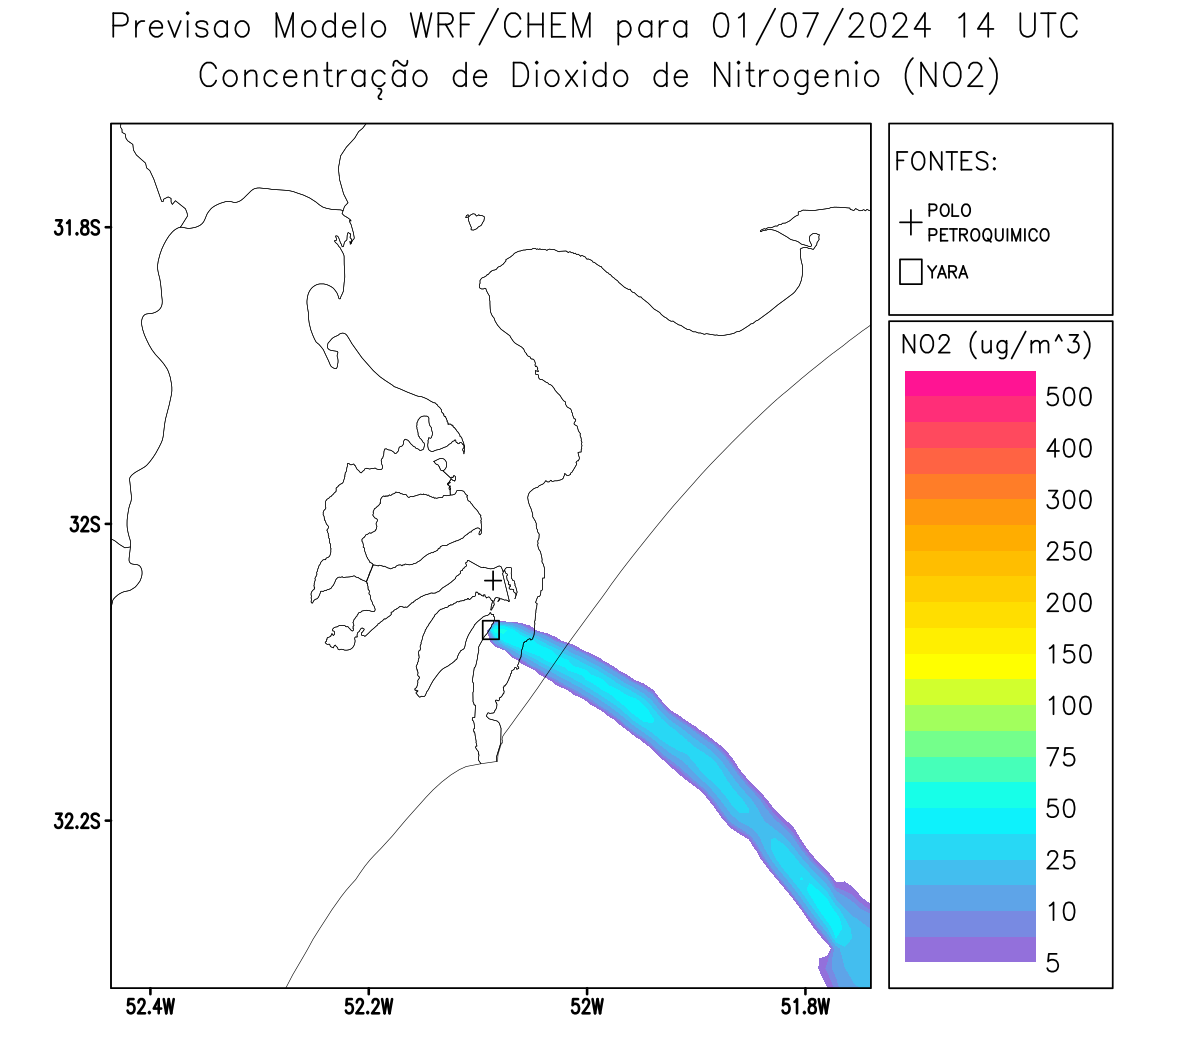 Previsao Modelo WRF/CHEM para 01/07/2024 14 UTC
Concentração de Dioxido de Nitrogenio (NO2)
FONTES:
POLO
PETROQUIMICO
YARA
NO2 (ug/m^3)
500
400
300
250
200
150
100
75
50
25
10
5
31.8S
32S
32.2S
52.4W
52.2W
52W
51.8W